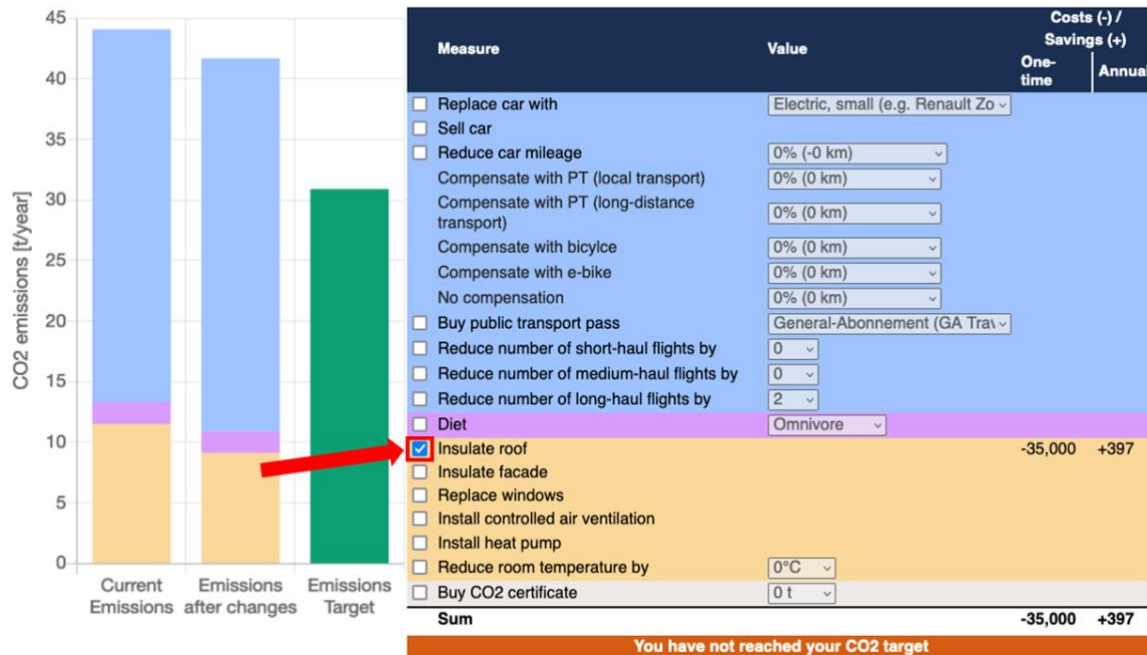 CO2 emissions [t/year]
45
40
35
30
25
20
15
10
5
0
Current
Emissions
Emissions
after changes
Emissions
Target
Measure
Value
Costs (-) /
Savings (+)
One-
time
Annual
Replace car with
Electric, small (e.g. Renault Zo
Sell car
Reduce car mileage
0% (-0 km)
Compensate with PT (local transport)
0% (0 km)
Compensate with PT (long-distance
transport)
0% (0 km)
Compensate with bicylce
0% (0 km)
Compensate with e-bike
0% (0 km)
No compensation
0% (0 km)
Buy public transport pass
General-Abonnement (GA Trav
Reduce number of short-haul flights by
0
Reduce number of medium-haul flights by
0
Reduce number of long-haul flights by
2
Diet
Omnivore
Insulate roof
-35,000 +397
Insulate facade
Replace windows
Install controlled air ventilation
Install heat pump
Reduce room temperature by
0°C
Buy CO2 certificate
0 t
Sum
-35,000 +397
You have not reached your CO2 target